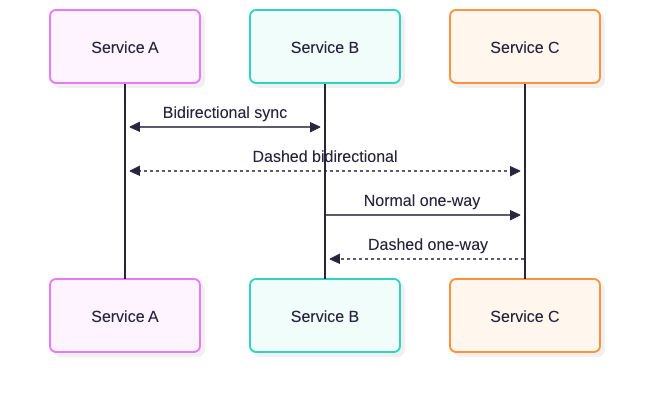 Service A
Service B
Service C
Bidirectional sync
Dashed bidirectional
Normal one-way
Dashed one-way
Service A
Service B
Service C